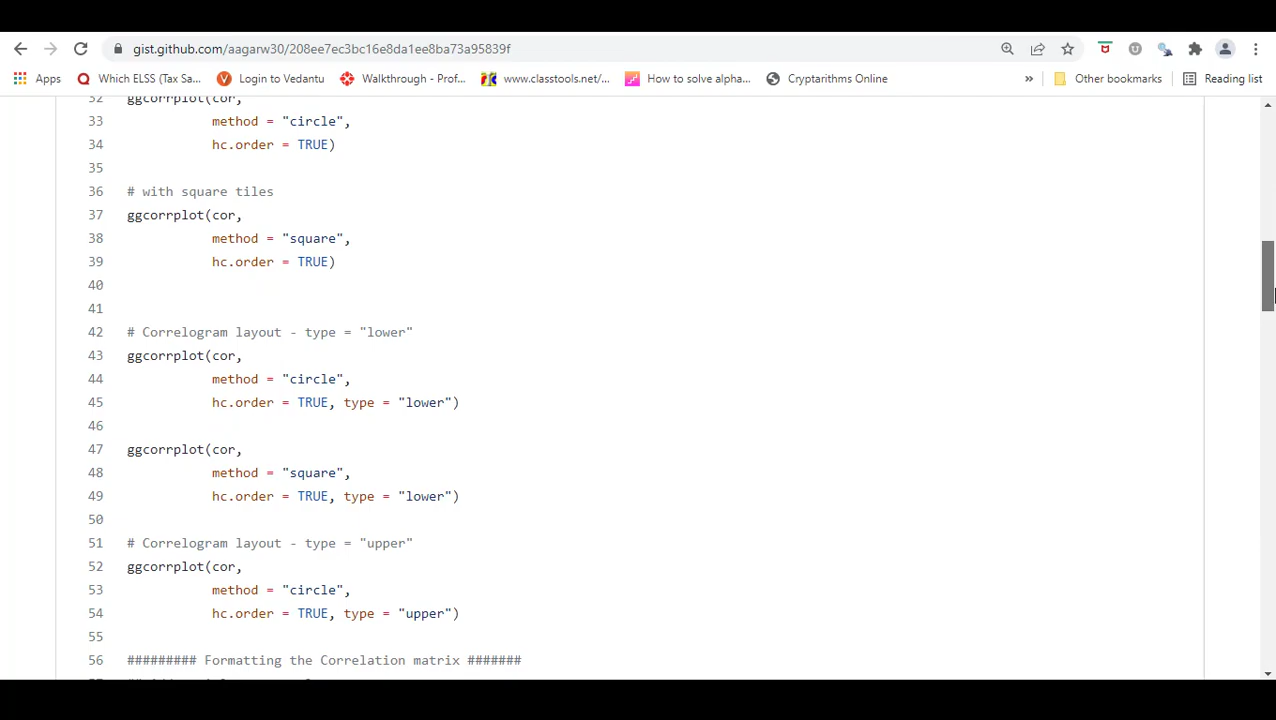 gist.github.com/aagarw30/208ee7ec3bc16e8da1ee8ba73a95839f
Apps Which ELSS (Tax Sa... Login to Vedantu Walkthrough - Prof... www.classtools.net/... How to solve alpha... Cryptarithms Online » Other bookmarks Reading list
32 ggcorrplot(cor,
33 method = "circle",
34 hc.order = TRUE)
35
36 # with square tiles
37 ggcorrplot(cor,
38 method = "square",
39 hc.order = TRUE)
40
41
42 # Correlogram layout - type = "lower"
43 ggcorrplot(cor,
44 method = "circle",
45 hc.order = TRUE, type = "lower")
46
47 ggcorrplot(cor,
48 method = "square",
49 hc.order = TRUE, type = "lower")
50
51 # Correlogram layout - type = "upper"
52 ggcorrplot(cor,
53 method = "circle",
54 hc.order = TRUE, type = "upper")
55
56 ######### Formatting the Correlation matrix #######